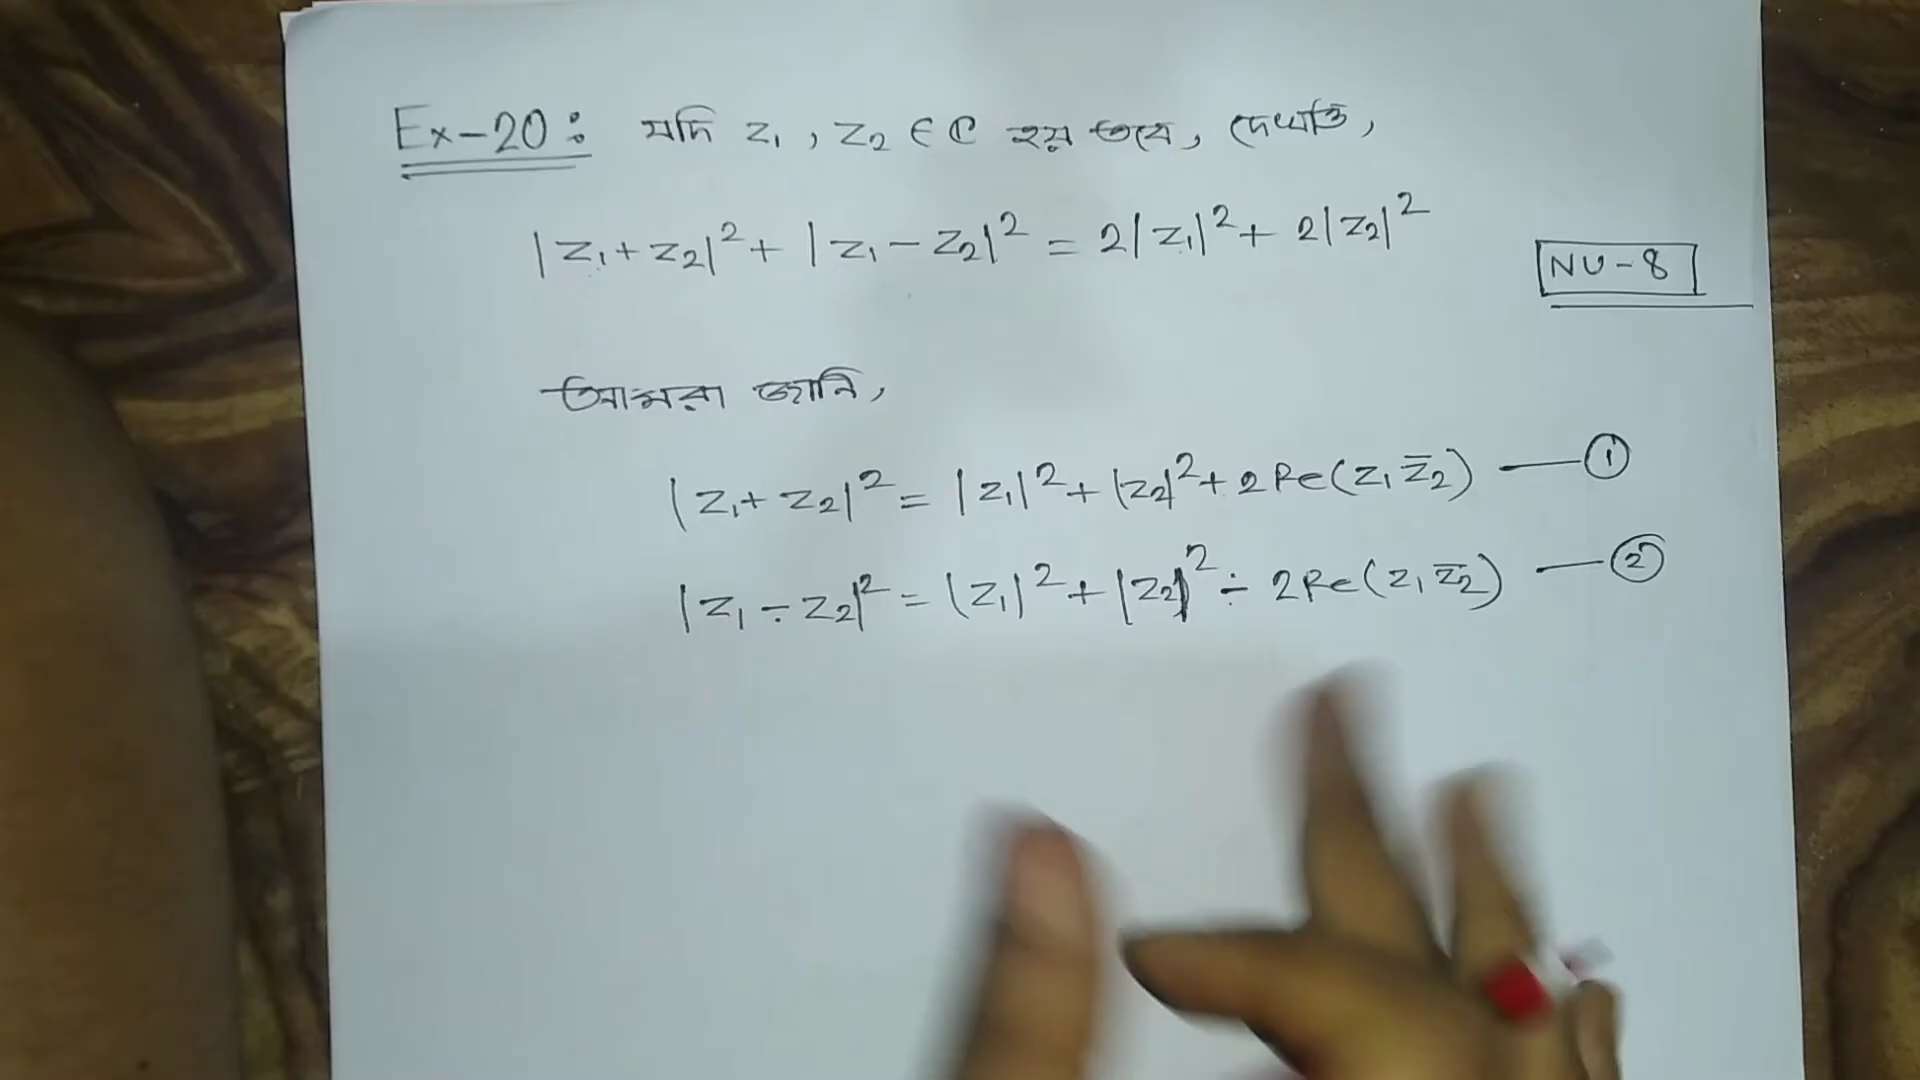 Ex-20: যদি z₁, z₂ ∈ ℂ হয় তবে, দেখাও,
|z₁+z₂|² + |z₁-z₂|² = 2|z₁|² + 2|z₂|²
NU-8
আমরা জানি,
|z₁+z₂|² = |z₁|² + |z₂|² + 2Re(z₁z̄₂) —①
|z₁-z₂|² = |z₁|² + |z₂|² - 2Re(z₁z̄₂) —②